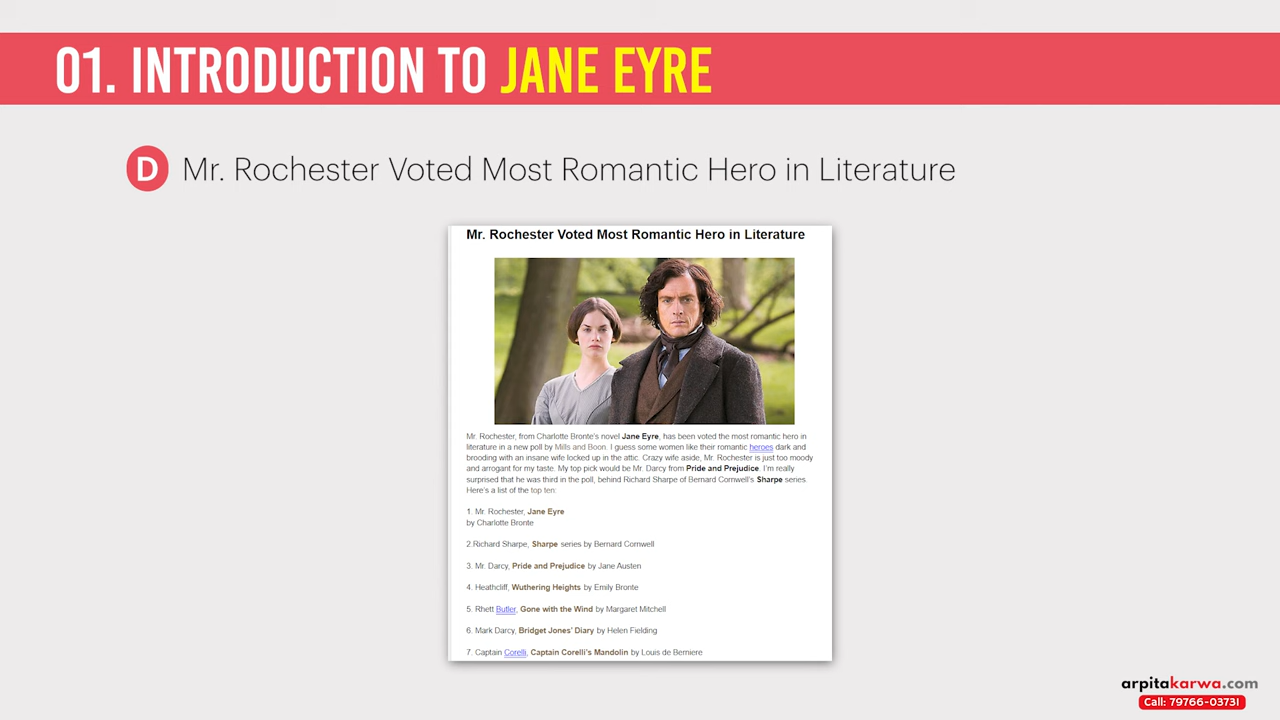 01. INTRODUCTION TO JANE EYRE
D Mr. Rochester Voted Most Romantic Hero in Literature
Mr. Rochester Voted Most Romantic Hero in Literature
Mr. Rochester, from Charlotte Bronte's novel Jane Eyre, has been voted the most romantic hero in
literature in a new poll by Mills and Boon. I guess some women like their romantic heroes dark and
brooding with an insane wife locked up in the attic. Crazy wife aside, Mr. Rochester is just too moody
and arrogant for my taste. My top pick would be Mr. Darcy from Pride and Prejudice. I'm really
surprised that he was third in the poll, behind Richard Sharpe of Bernard Cornwell's Sharpe series.
Here's a list of the top ten:
1. Mr. Rochester, Jane Eyre
by Charlotte Bronte
2.Richard Sharpe, Sharpe series by Bernard Cornwell
3. Mr. Darcy, Pride and Prejudice by Jane Austen
4. Heathcliff, Wuthering Heights by Emily Bronte
5. Rhett Butler, Gone with the Wind by Margaret Mitchell
6. Mark Darcy, Bridget Jones' Diary by Helen Fielding
7. Captain Corelli, Captain Corelli's Mandolin by Louis de Berniere
arpitakarwa.com
Call: 79766-03731